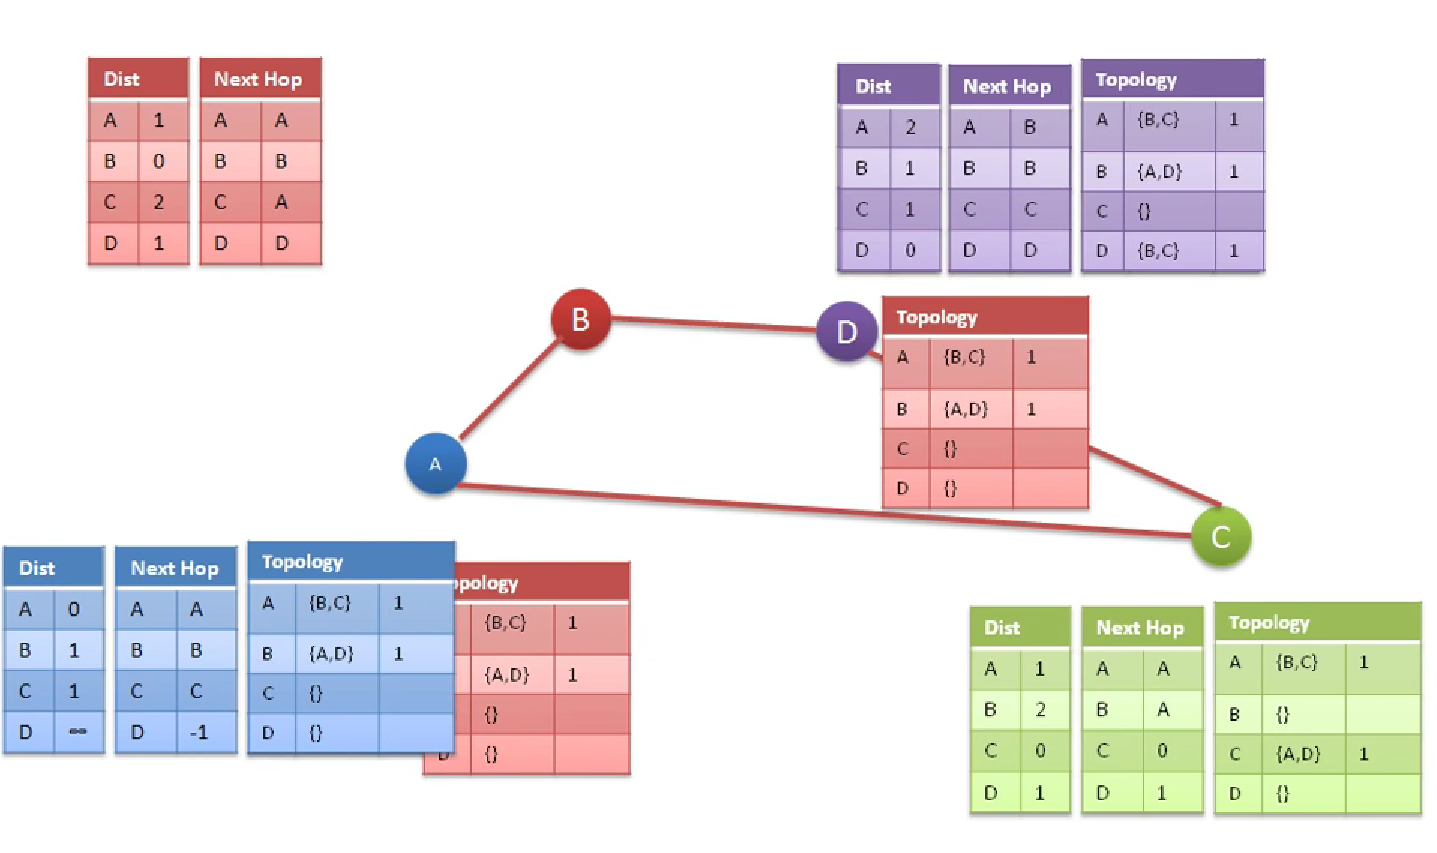 Dist Next Hop
A 1 A A
B 0 B B
C 2 C A
D 1 D D
Dist Next Hop Topology
A 2 A B A {B,C} 1
B 1 B B B {A,D} 1
C 1 C C C {}
D 0 D D D {B,C} 1
B
D
A
C
Topology
A {B,C} 1
B {A,D} 1
C {}
D {}
Dist Next Hop Topology
A 0 A A A {B,C} 1
B 1 B B B {A,D} 1
C 1 C C C {}
D ∞ D -1 D {}
opology
{B,C} 1
{A,D} 1
{}
D {}
Dist Next Hop Topology
A 1 A A A {B,C} 1
B 2 B A B {}
C 0 C 0 C {A,D} 1
D 1 D 1 D {}